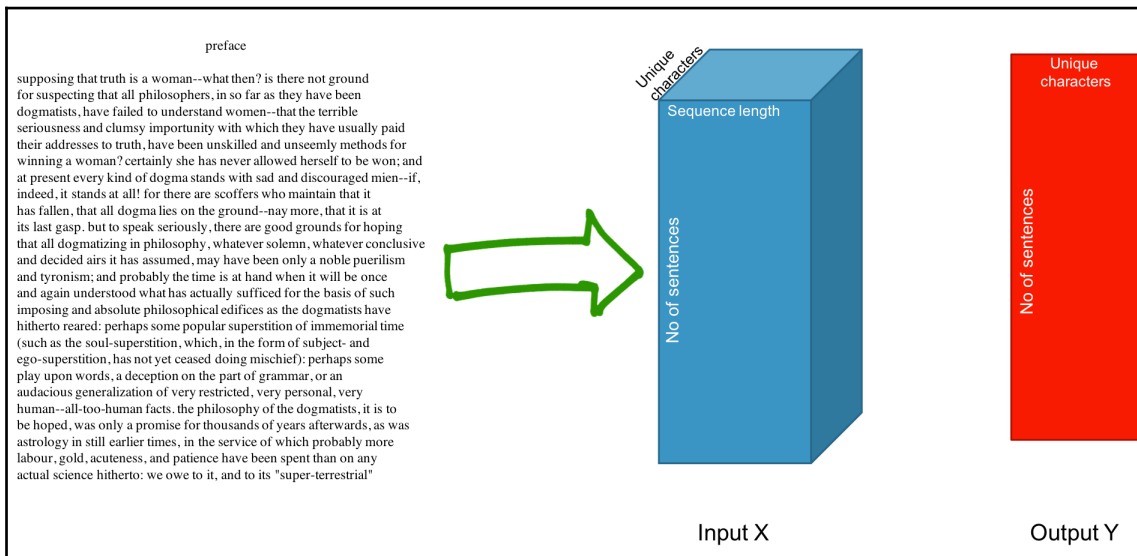 preface
supposing that truth is a woman--what then? is there not ground
for suspecting that all philosophers, in so far as they have been
dogmatists, have failed to understand women--that the terrible
seriousness and clumsy importunity with which they have usually paid
their addresses to truth, have been unskilled and unseemly methods for
winning a woman? certainly she has never allowed herself to be won; and
at present every kind of dogma stands with sad and discouraged mien--if,
indeed, it stands at all! for there are scoffers who maintain that it
has fallen, that all dogma lies on the ground--nay more, that it is at
its last gasp. but to speak seriously, there are good grounds for hoping
that all dogmatizing in philosophy, whatever solemn, whatever conclusive
and decided airs it has assumed, may have been only a noble puerilism
and tyronism; and probably the time is at hand when it will be once
and again understood what has actually sufficed for the basis of such
imposing and absolute philosophical edifices as the dogmatists have
hitherto reared: perhaps some popular superstition of immemorial time
(such as the soul-superstition, which, in the form of subject- and
ego-superstition, has not yet ceased doing mischief): perhaps some
play upon words, a deception on the part of grammar, or an
audacious generalization of very restricted, very personal, very
human--all-too-human facts. the philosophy of the dogmatists, it is to
be hoped, was only a promise for thousands of years afterwards, as was
astrology in still earlier times, in the service of which probably more
labour, gold, acuteness, and patience have been spent than on any
actual science hitherto: we owe to it, and to its "super-terrestrial"
Unique
characters
Sequence length
No of sentences
Input X
Unique
characters
No of sentences
Output Y